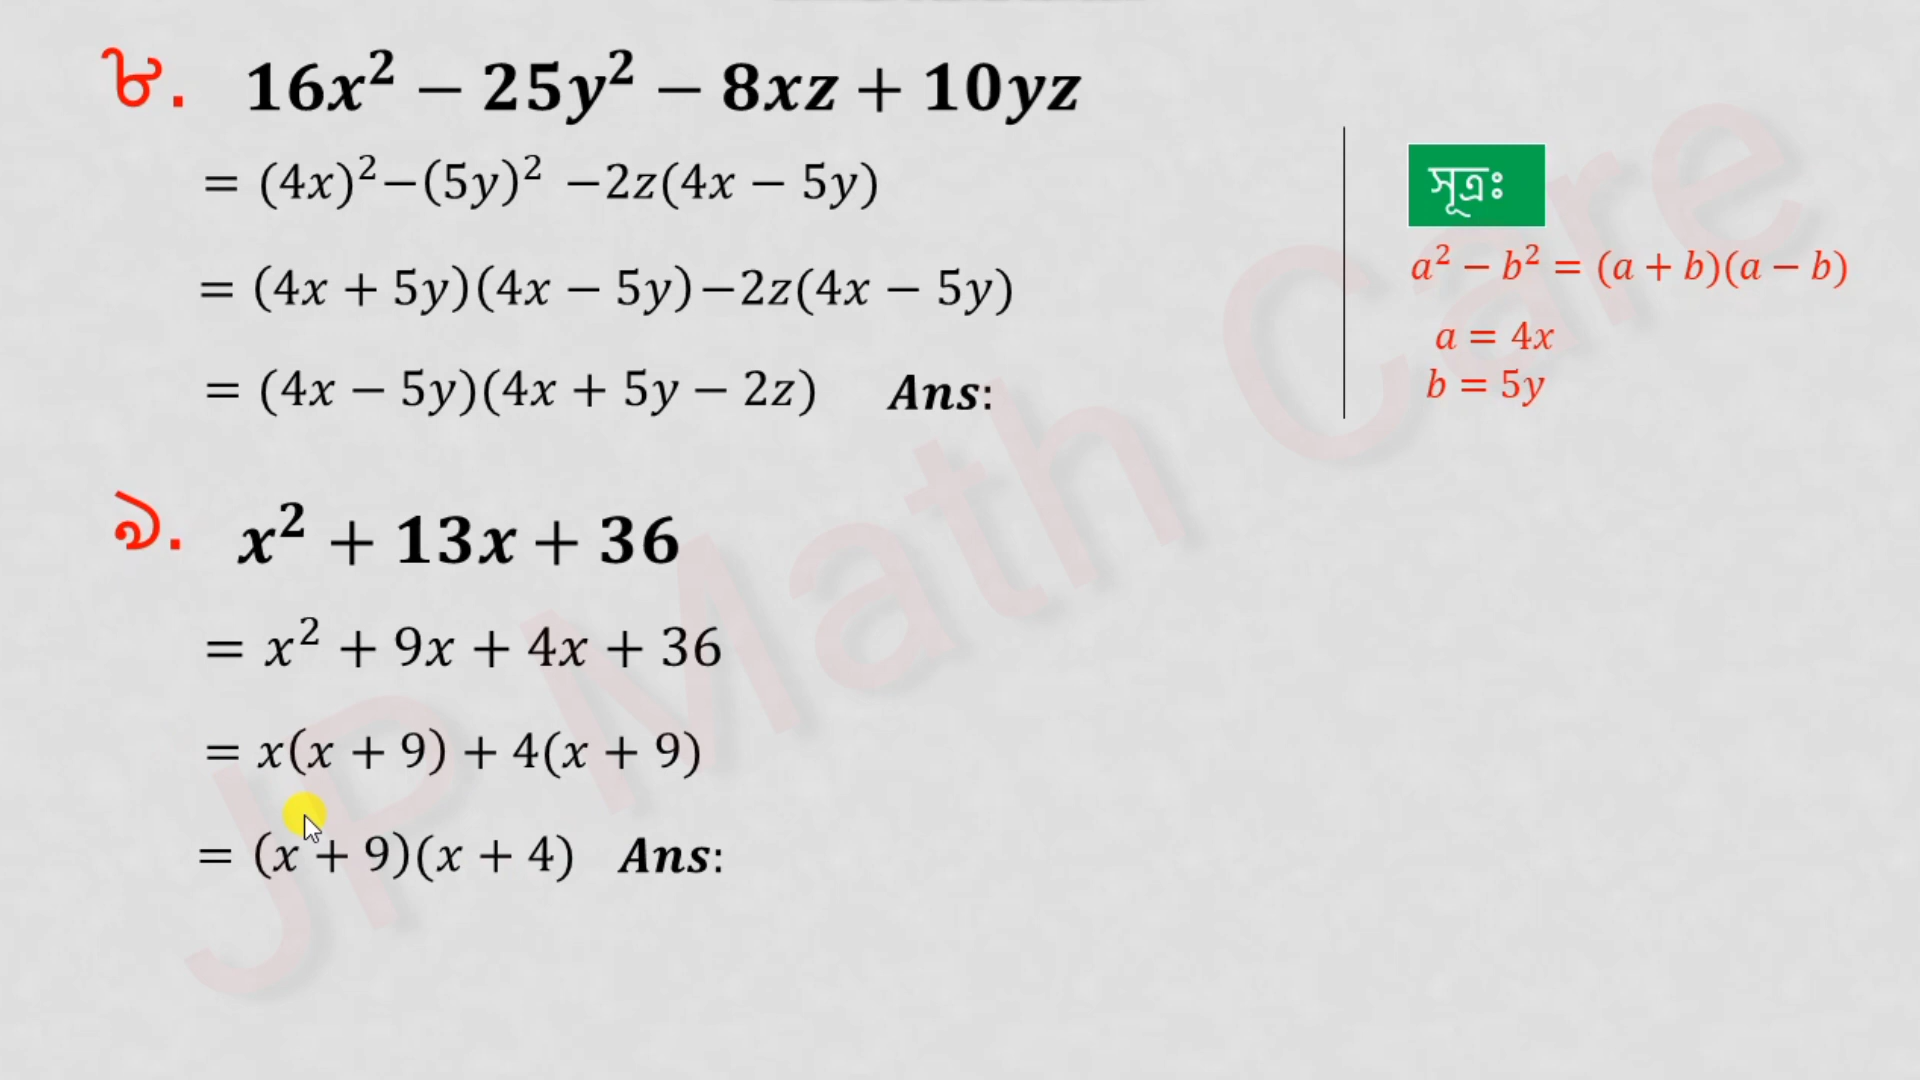 ৮. 16x² − 25y² − 8xz + 10yz
= (4x)²−(5y)² −2z(4x − 5y)
= (4x + 5y)(4x − 5y)−2z(4x − 5y)
= (4x − 5y)(4x + 5y − 2z) Ans:
সূত্রঃ
a² − b² = (a + b)(a − b)
a = 4x
b = 5y
৯. x² + 13x + 36
= x² + 9x + 4x + 36
= x(x + 9) + 4(x + 9)
= (x + 9)(x + 4) Ans:
JP Math Care